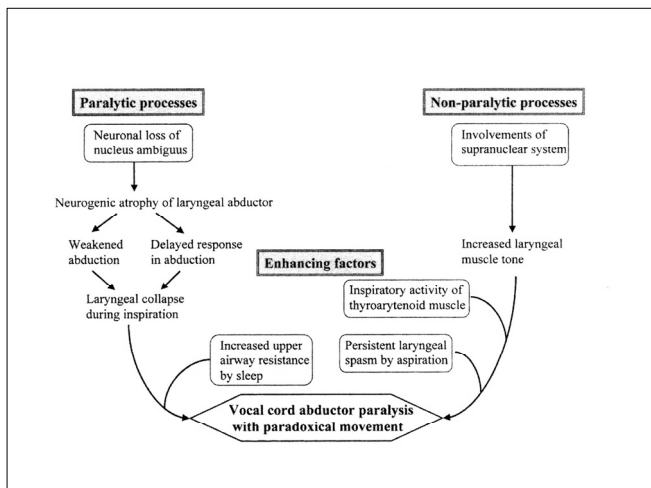 Paralytic processes
Neuronal loss of
nucleus ambiguus
Neurogenic atrophy of laryngeal abductor
Weakened
abduction
Delayed response
in abduction
Laryngeal collapse
during inspiration
Non-paralytic processes
Involvements of
supranuclear system
Increased laryngeal
muscle tone
Enhancing factors
Inspiratory activity of
thyroarytenoid muscle
Increased upper
airway resistance
by sleep
Persistent laryngeal
spasm by aspiration
Vocal cord abductor paralysis
with paradoxical movement